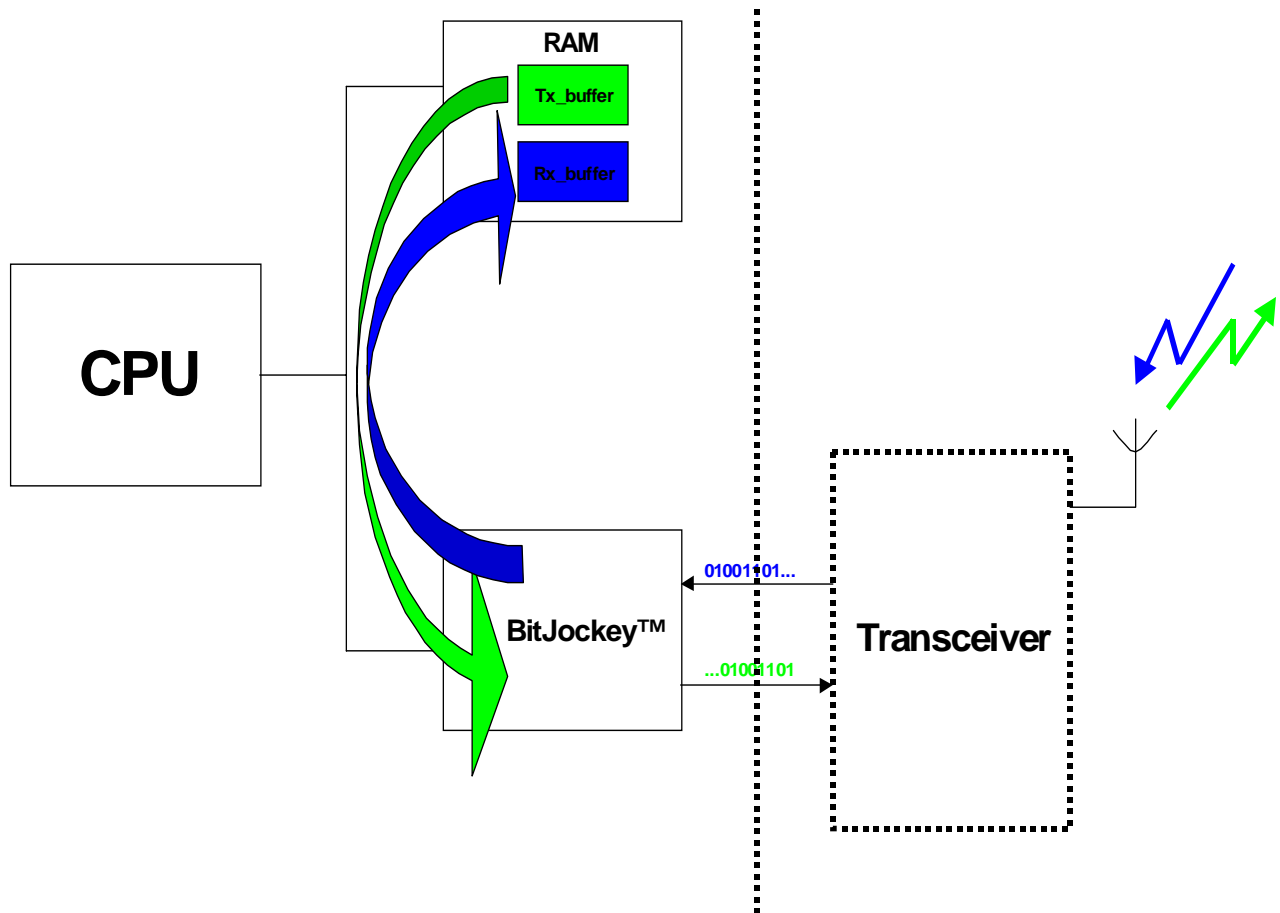 RAM
Tx_buffer
Rx_buffer
CPU
01001101...
BitJockey™
...01001101
Transceiver